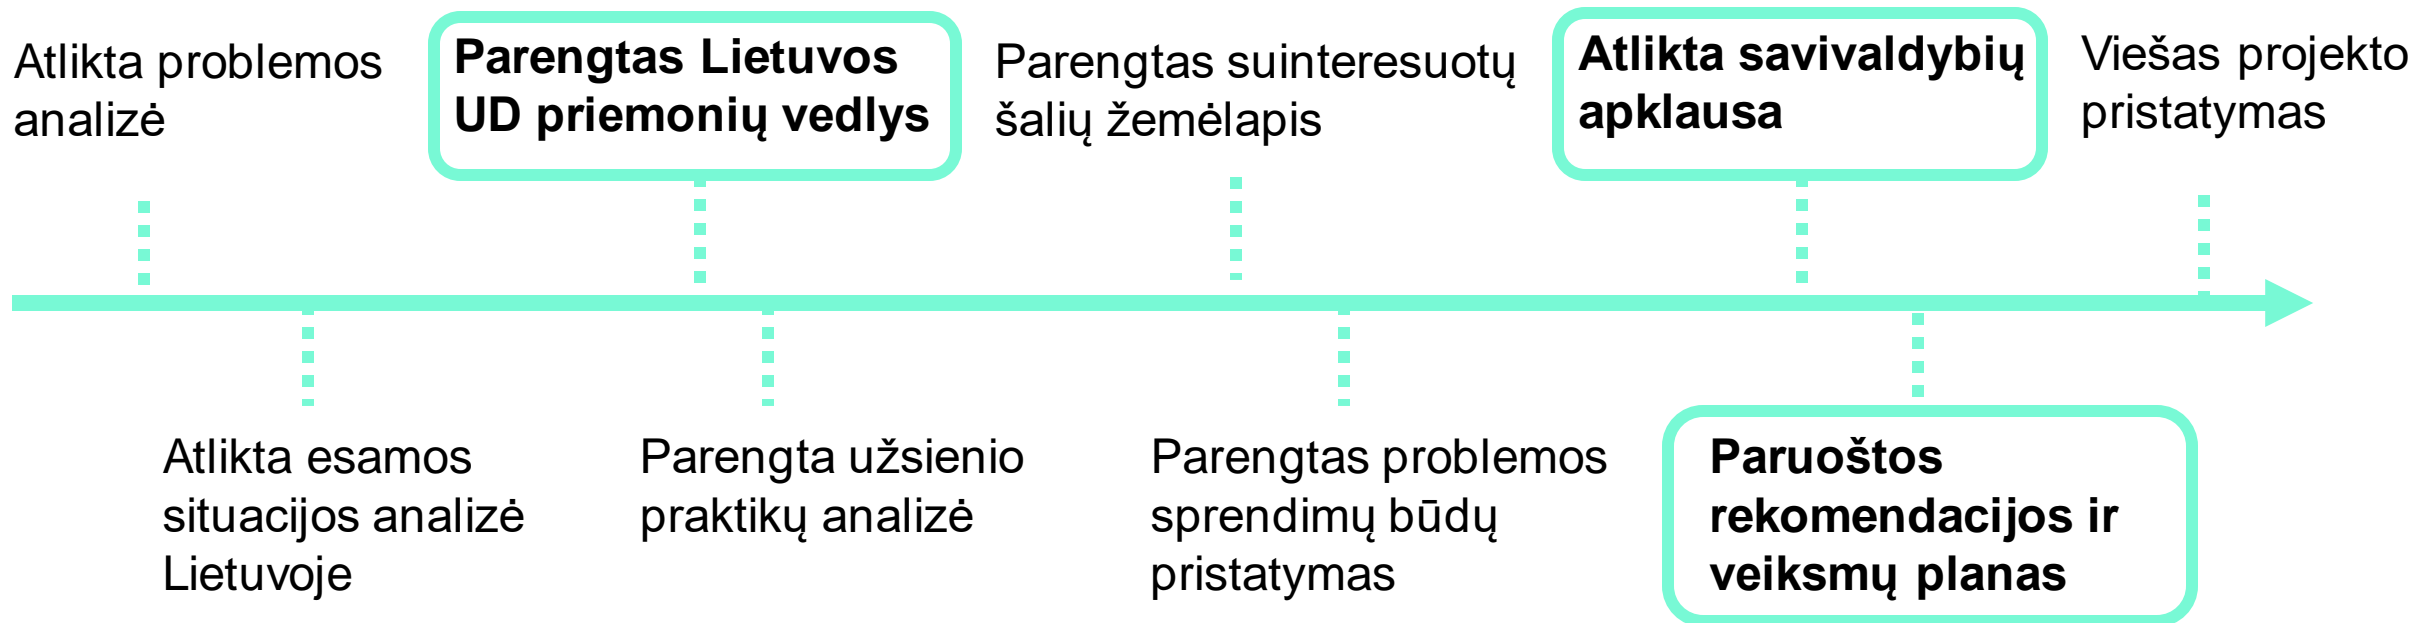 Atlikta problemos
analizė
Parengtas Lietuvos
UD priemonių vedlys
Parengtas suinteresuotų
šalių žemėlapis
Atlikta savivaldybių
apklausa
Viešas projekto
pristatymas
Atlikta esamos
situacijos analizė
Lietuvoje
Parengta užsienio
praktikų analizė
Parengtas problemos
sprendimų būdų
pristatymas
Paruoštos
rekomendacijos ir
veiksmų planas